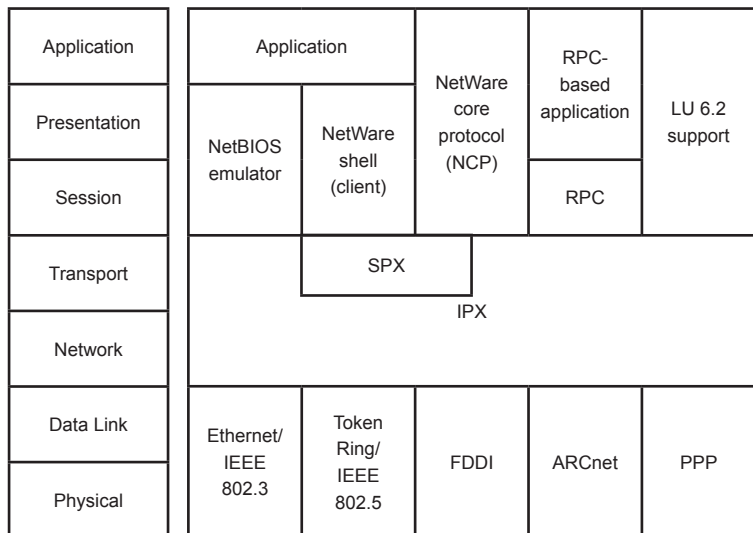 Application
Presentation
Session
Transport
Network
Data Link
Physical
Application
NetBIOS
emulator
NetWare
shell
(client)
NetWare
core
protocol
(NCP)
RPC-
based
application
RPC
LU 6.2
support
SPX
IPX
Ethernet/
IEEE
802.3
Token
Ring/
IEEE
802.5
FDDI
ARCnet
PPP